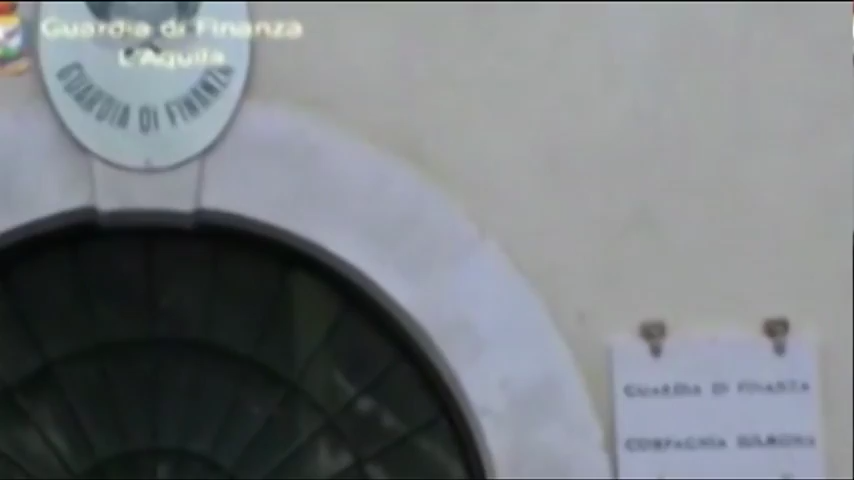 Guardia di Finanza
L'Aquila
GUARDIA DI FINANZA
GUARDIA DI FINANZA
COMPAGNIA SULMONA